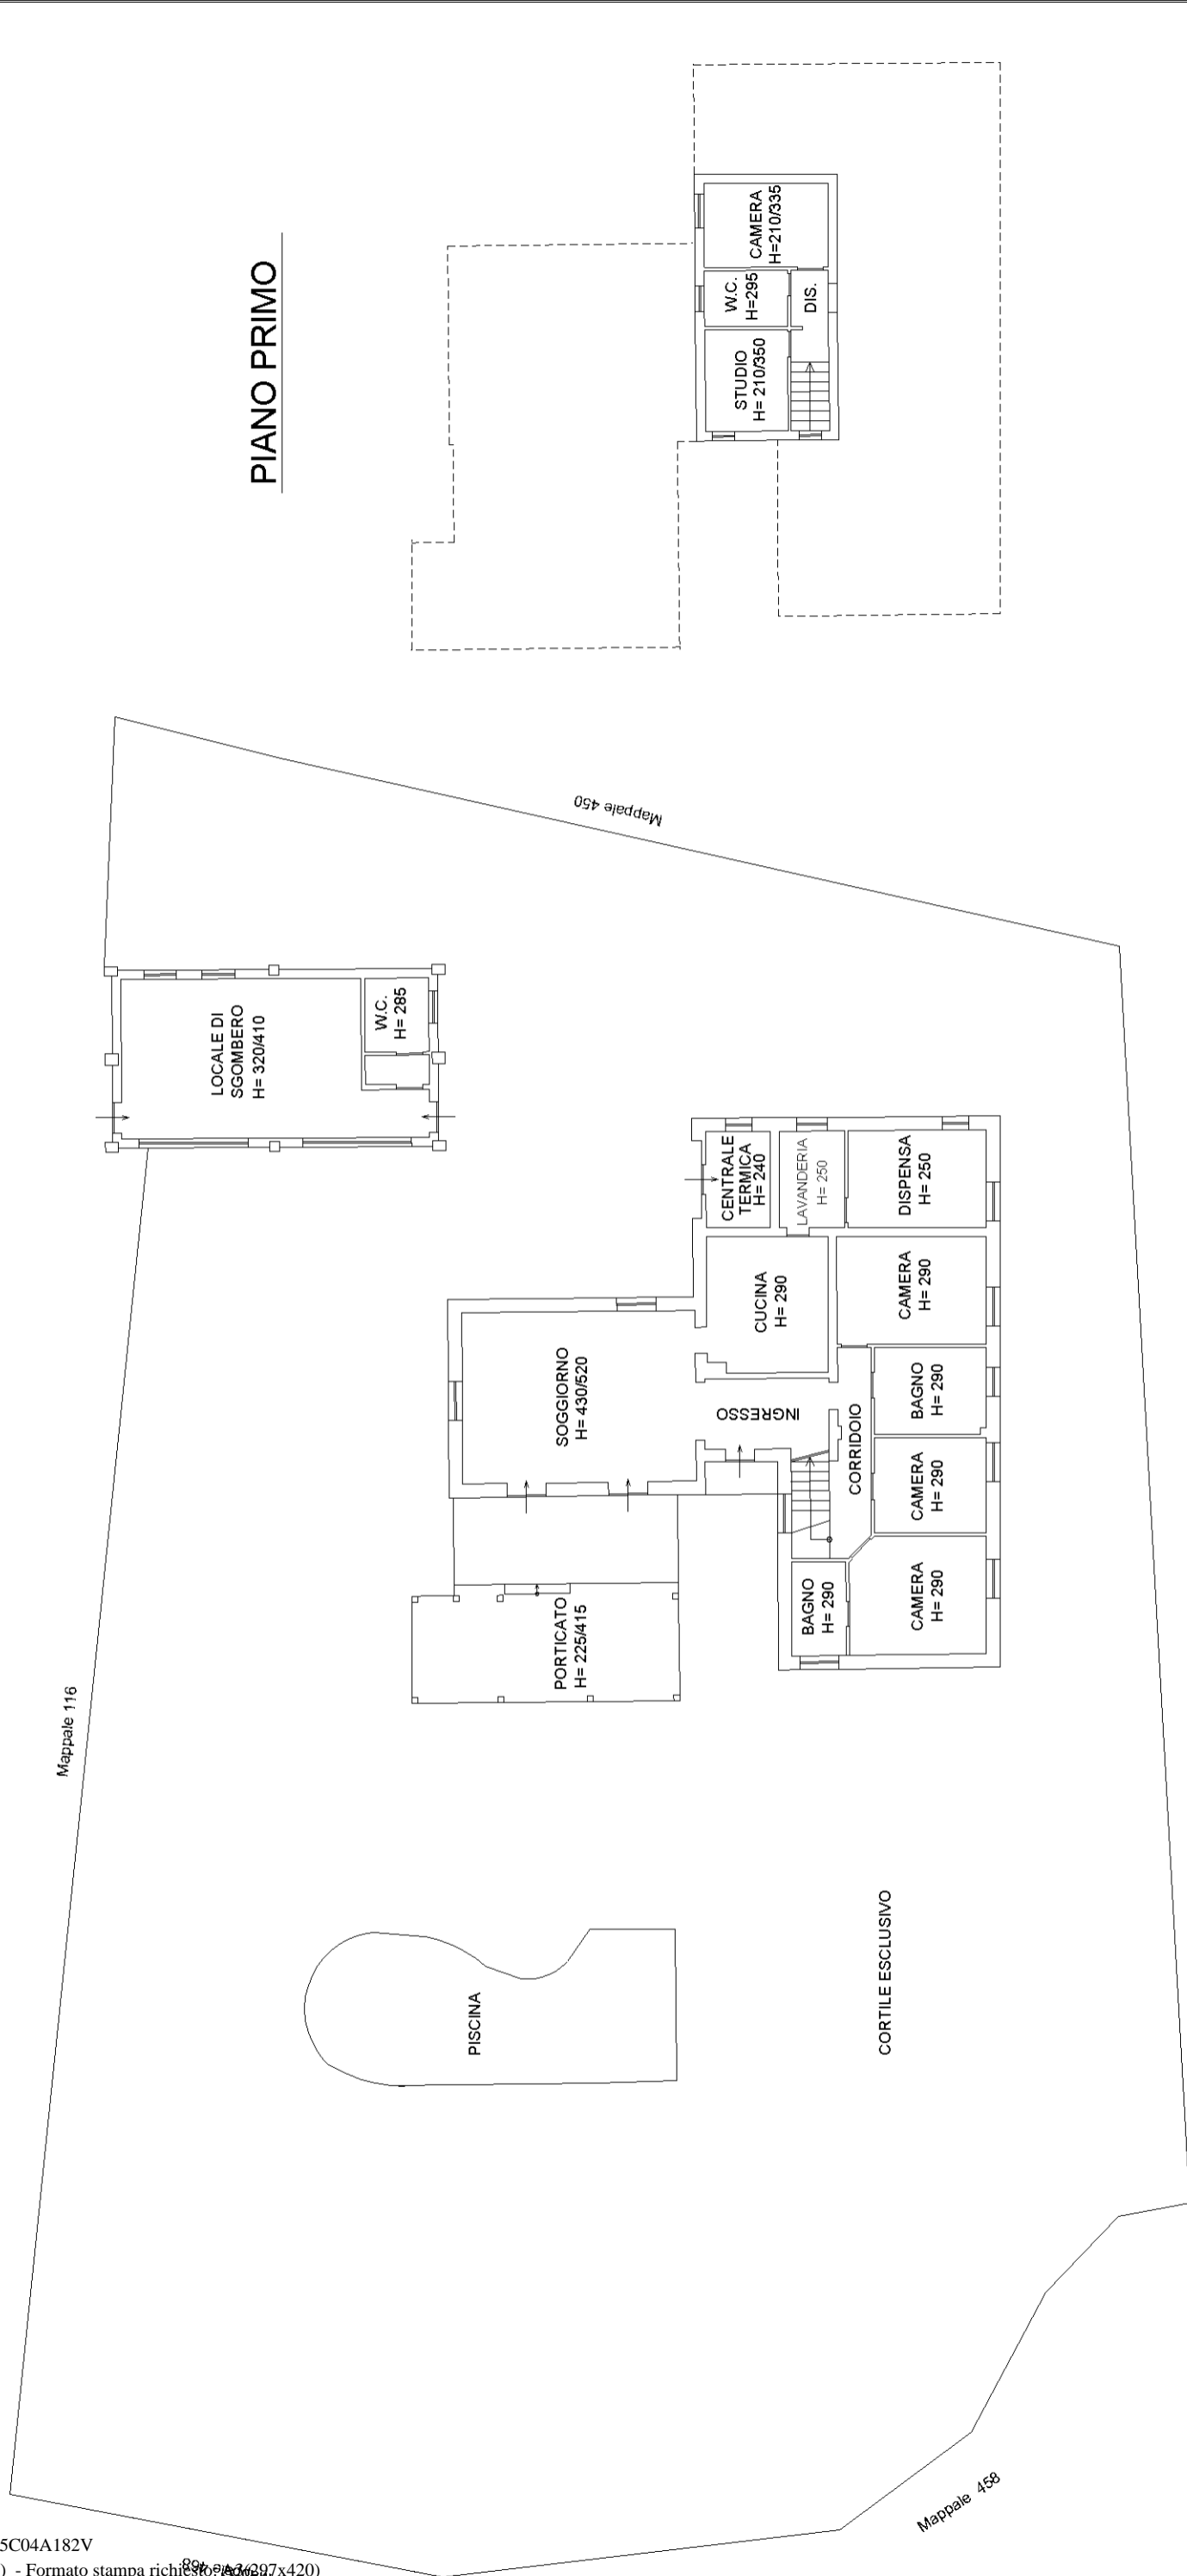 PIANO PRIMO
CAMERA
H=210/335
W.C.
H=295
DIS.
STUDIO
H= 210/350
Mappale 450
LOCALE DI
SGOMBERO
H= 320/410
W.C.
H= 285
CENTRALE
TERMICA
H= 240
LAVANDERIA
H= 250
DISPENSA
H= 250
CUCINA
H= 290
CAMERA
H= 290
SOGGIORNO
H= 430/520
INGRESSO
BAGNO
H= 290
CORRIDOIO
CAMERA
H= 290
PORTICATO
H= 225/415
BAGNO
H= 290
CAMERA
H= 290
Mappale 116
PISCINA
CORTILE ESCLUSIVO
Mappale 458
5C04A182V
) - Formato stampa richiesto: A3(297x420)
Mappale 468